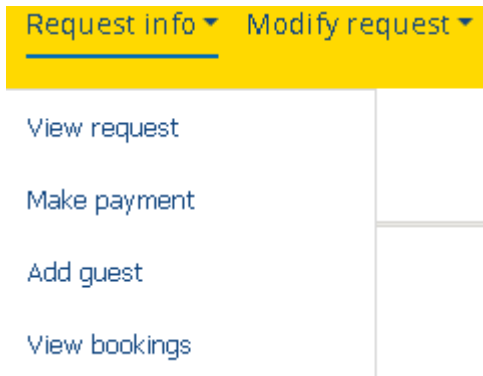 Request info Modify request
View request
Make payment
Add guest
View bookings